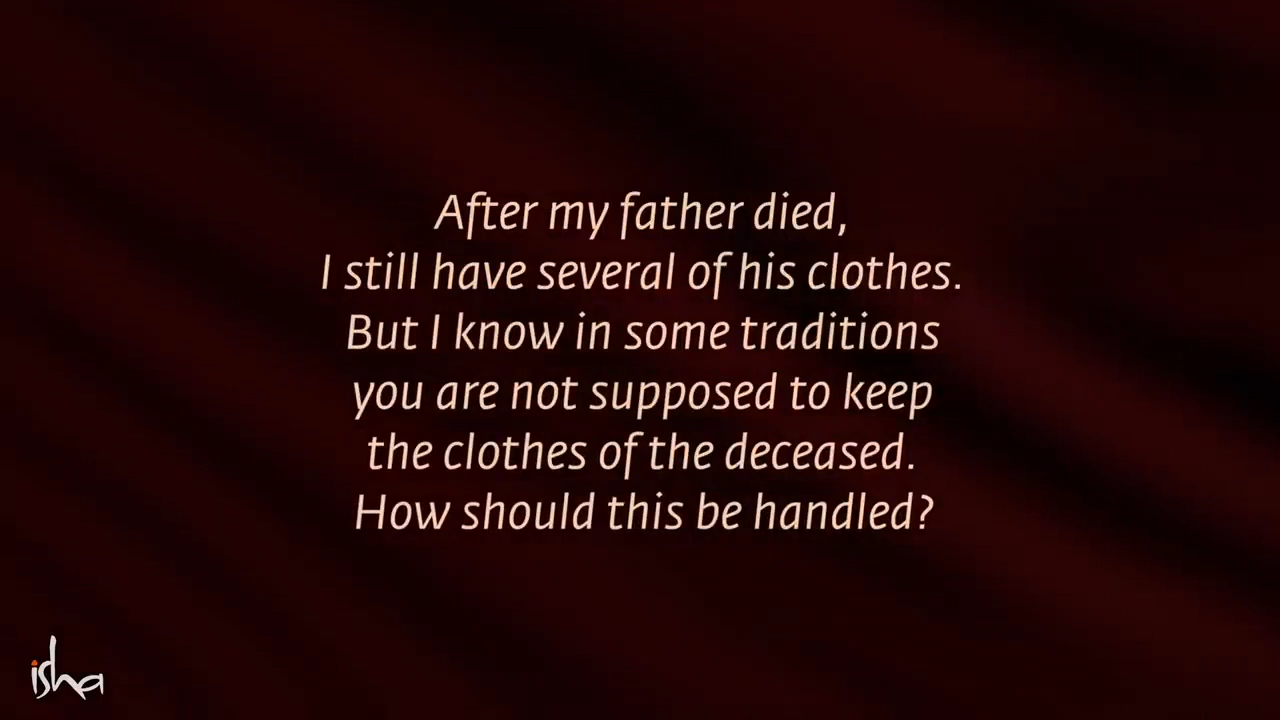 After my father died,
I still have several of his clothes.
But I know in some traditions
you are not supposed to keep
the clothes of the deceased.
How should this be handled?
isha